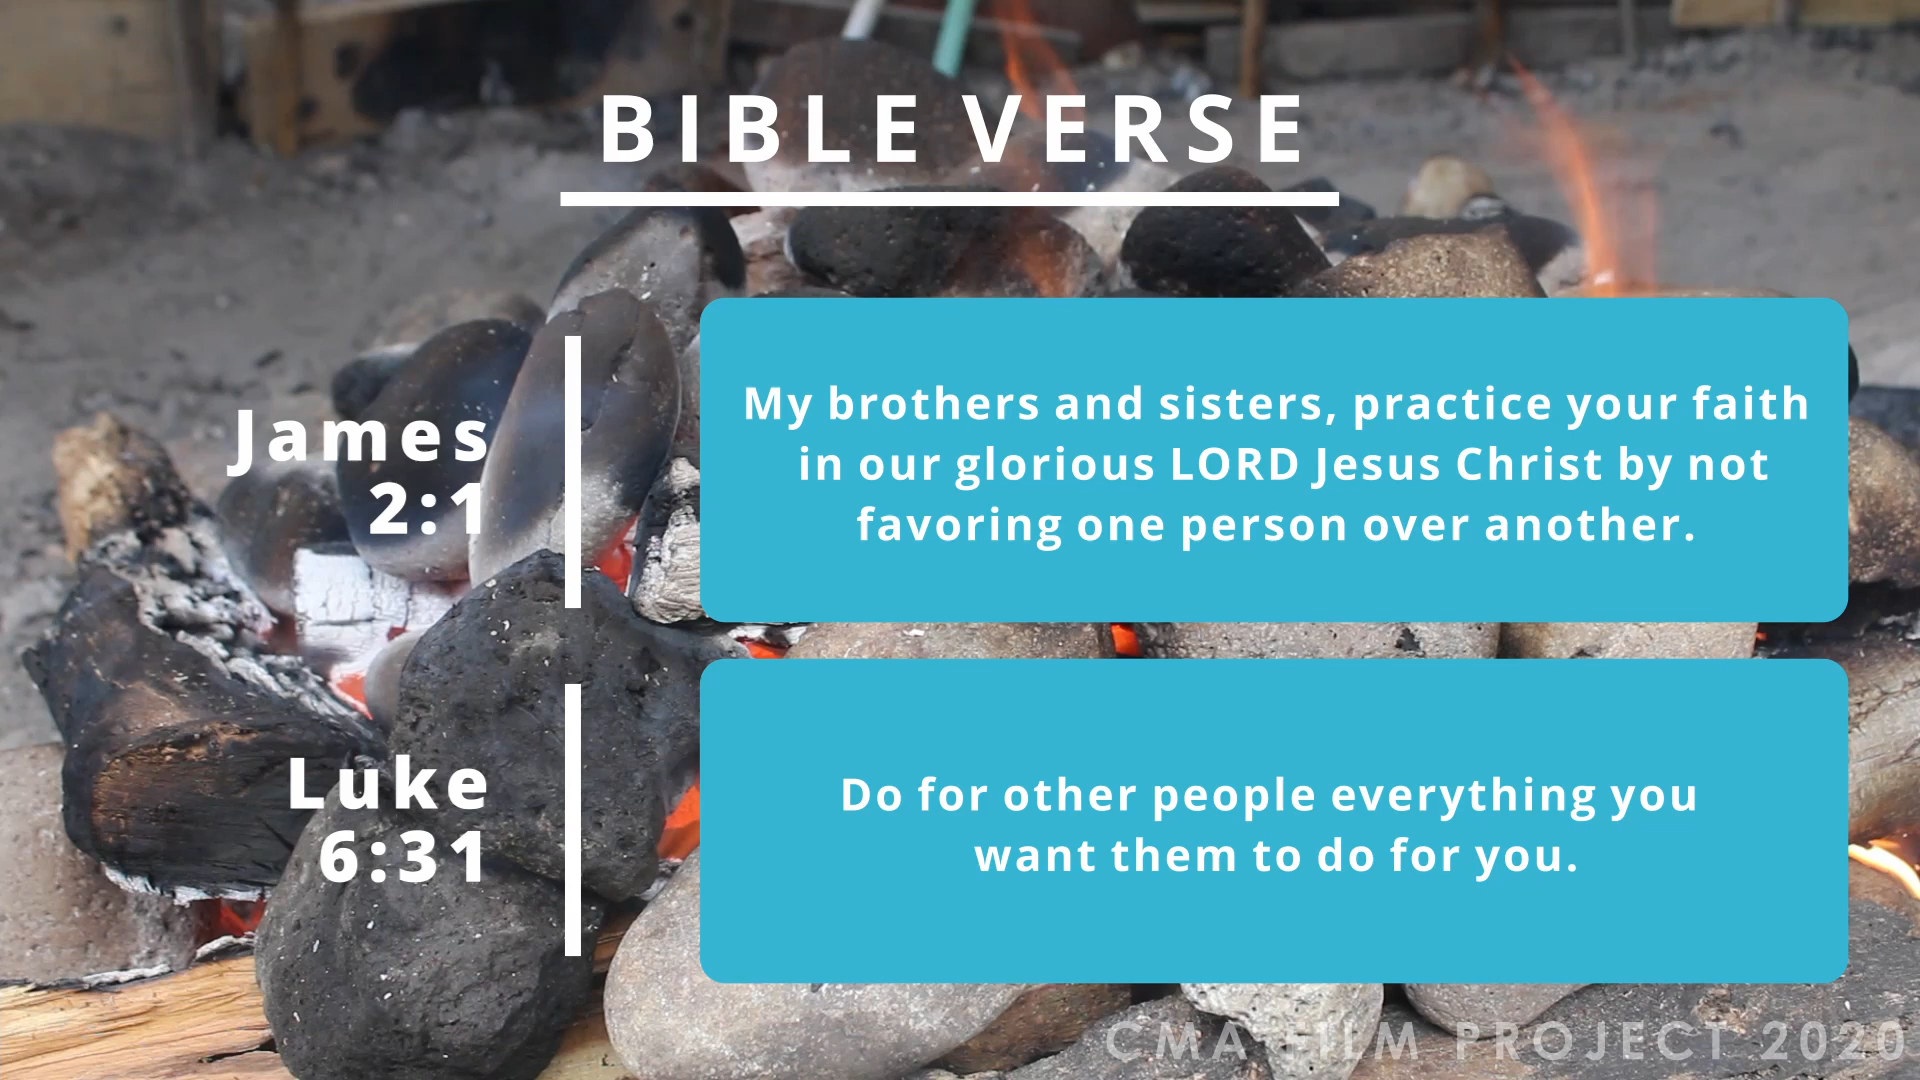 BIBLE VERSE
James
2:1
My brothers and sisters, practice your faith
in our glorious LORD Jesus Christ by not
favoring one person over another.
Luke
6:31
Do for other people everything you
want them to do for you.
CMA FILM PROJECT 2020